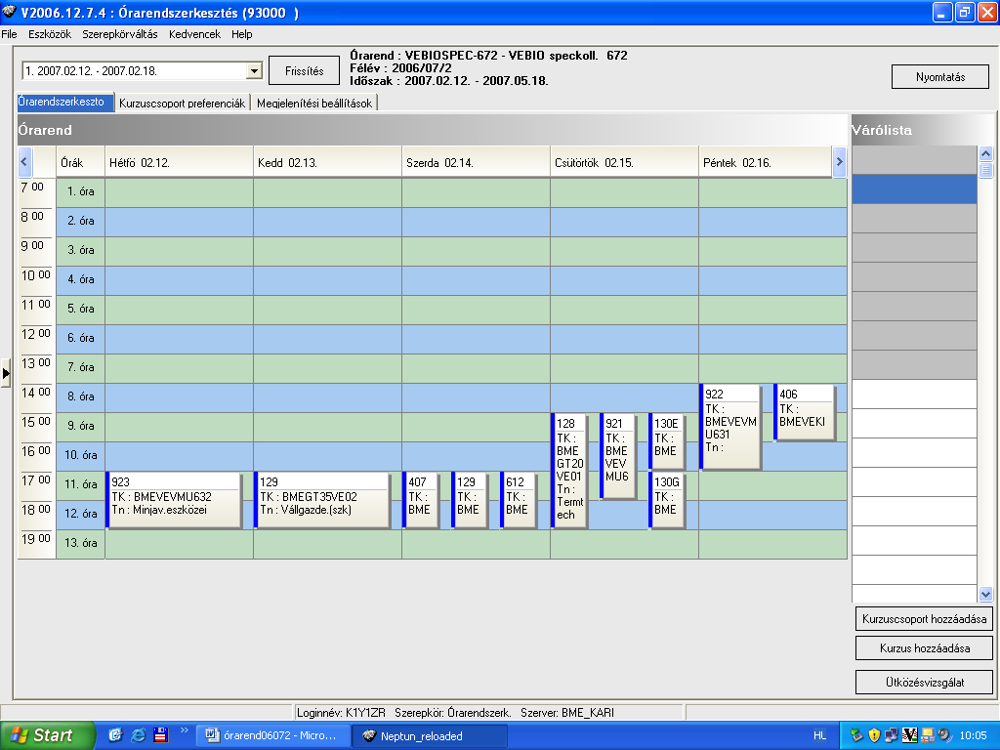 V2006.12.7.4 : Órarendszerkesztés (93000 )
File Eszközök Szerepkörváltás Kedvencek Help
1. 2007.02.12. - 2007.02.18.
Frissítés
Órarend : VEBIOSPEC-672 - VEBIO speckoll. 672
Félév : 2006/07/2
Időszak : 2007.02.12. - 2007.05.18.
Nyomtatás
Órarendszerkeszto Kurzuscsoport preferenciák Megjelenítési beállítások
Órarend
Várólista
< Órák Hétfő 02.12. Kedd 02.13. Szerda 02.14. Csütörtök 02.15. Péntek 02.16. >
7 00 1. óra
8 00 2. óra
9 00 3. óra
10 00 4. óra
11 00 5. óra
12 00 6. óra
13 00 7. óra
14 00 8. óra
15 00 9. óra
16 00 10. óra
17 00 11. óra
18 00 12. óra
19 00 13. óra
923
TK : BMEVEVMU632
Tn : Minjav.eszközei
129
TK : BMEGT35VE02
Tn : Vállgazde.(szk)
407
TK :
BME
129
TK :
BME
612
TK :
BME
128
TK :
BME
GT20
VE01
Tn :
Termt
ech
921
TK :
BME
VEV
MU6
130E
TK :
BME
130G
TK :
BME
922
TK :
BMEVEVM
U631
Tn :
406
TK :
BMEVEKI
Kurzuscsoport hozzáadása
Kurzus hozzáadása
Ütközésvizsgálat
Loginnév: K1Y1ZR Szerepkör: Órarendszerk. Szerver: BME_KARI
Start
órarend06072 - Micro...
Neptun_reloaded
HL
10:05